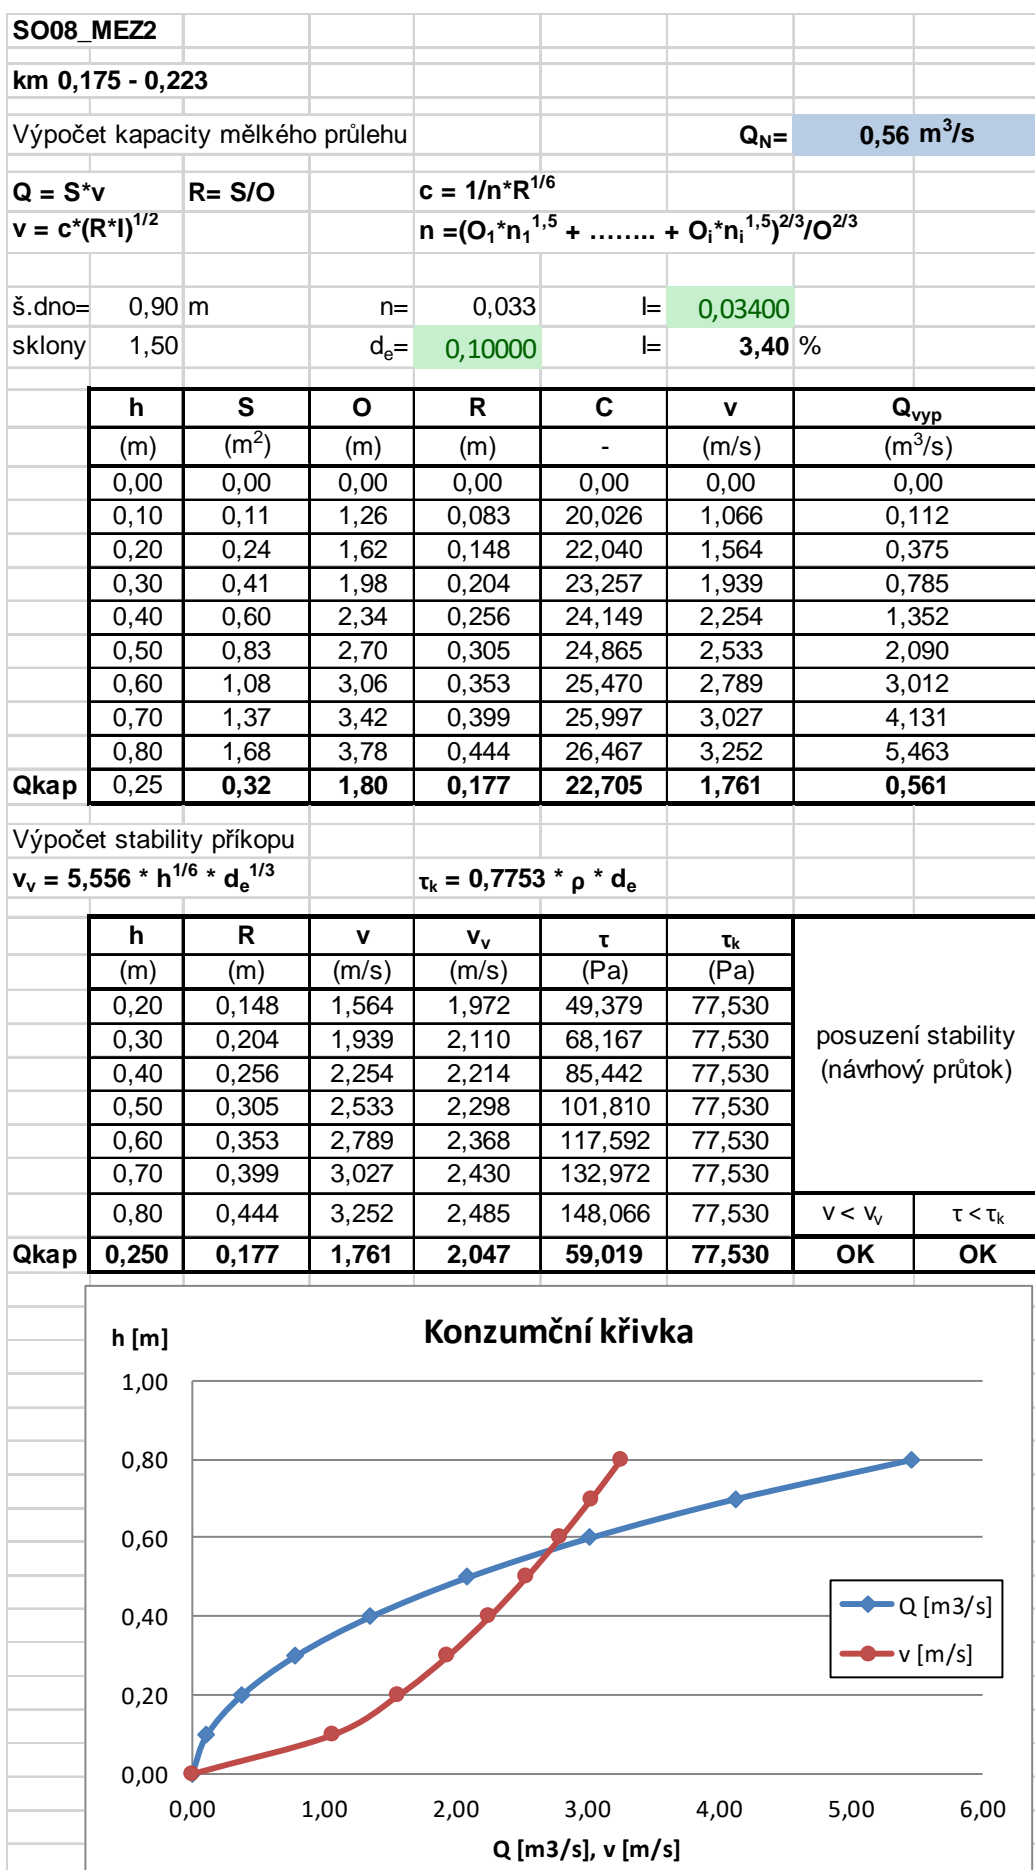 SO08_MEZ2
km 0,175 - 0,223
Výpočet kapacity mělkého průlehu Q_N= 0,56 m³/s
Q = S*v R= S/O c = 1/n*R^1/6
v = c*(R*I)^1/2 n =(O₁*n₁^1,5 + …….. + Oᵢ*nᵢ^1,5)^2/3/O^2/3
š.dno= 0,90 m n= 0,033 I= 0,03400
sklony 1,50 dₑ= 0,10000 I= 3,40 %
h S O R C v Q_vyp
(m) (m²) (m) (m) - (m/s) (m³/s)
0,00 0,00 0,00 0,00 0,00 0,00 0,00
0,10 0,11 1,26 0,083 20,026 1,066 0,112
0,20 0,24 1,62 0,148 22,040 1,564 0,375
0,30 0,41 1,98 0,204 23,257 1,939 0,785
0,40 0,60 2,34 0,256 24,149 2,254 1,352
0,50 0,83 2,70 0,305 24,865 2,533 2,090
0,60 1,08 3,06 0,353 25,470 2,789 3,012
0,70 1,37 3,42 0,399 25,997 3,027 4,131
0,80 1,68 3,78 0,444 26,467 3,252 5,463
Qkap 0,25 0,32 1,80 0,177 22,705 1,761 0,561
Výpočet stability příkopu
v_v = 5,556 * h^1/6 * dₑ^1/3 τₖ = 0,7753 * ρ * dₑ
h R v v_v τ τₖ
(m) (m) (m/s) (m/s) (Pa) (Pa)
0,20 0,148 1,564 1,972 49,379 77,530
0,30 0,204 1,939 2,110 68,167 77,530
posuzení stability
0,40 0,256 2,254 2,214 85,442 77,530
(návrhový průtok)
0,50 0,305 2,533 2,298 101,810 77,530
0,60 0,353 2,789 2,368 117,592 77,530
0,70 0,399 3,027 2,430 132,972 77,530
0,80 0,444 3,252 2,485 148,066 77,530 v < v_v τ < τₖ
Qkap 0,250 0,177 1,761 2,047 59,019 77,530 OK OK
Konzumční křivka
h [m]
1,00
0,80
0,60
0,40
0,20
0,00
Q [m3/s]
v [m/s]
0,00 1,00 2,00 3,00 4,00 5,00 6,00
Q [m3/s], v [m/s]